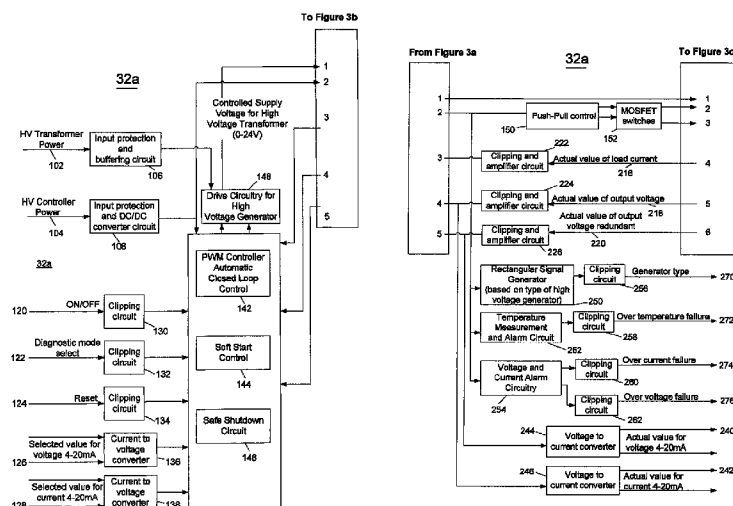 To Figure 3b
32a
1
2
3
4
5
Controlled Supply
Voltage for High
Voltage Transformer
(0-24V)
HV Transformer
Power
102
Input protection
and
buffering circuit
106
148
Drive Circuitry for
High
Voltage Generator
HV Controller
Power
104
Input protection
and DC/DC
converter circuit
108
32a
PWM Controller
Automatic
Closed Loop
Control
142
120
ON/OFF
Clipping
circuit
130
122
Diagnostic mode
select
Clipping
circuit
132
Soft Start
Control
144
124
Reset
Clipping
circuit
134
Safe Shutdown
Circuit
146
Selected value for
voltage 4-20mA
126
Current to
voltage
converter
136
Selected value for
current 4-20mA
128
Current to
voltage
converter
138
From Figure 3a
32a
To Figure 3c
1
2
3
4
5
1
2
3
4
5
6
Push-Pull control
150
MOSFET
switches
152
222
Clipping and
amplifier circuit
Actual value of load current
216
224
Clipping and
amplifier circuit
Actual value of output voltage
218
Clipping and
amplifier circuit
226
Actual value of output
voltage redundant
220
Rectangular Signal
Generator
(based on type of high
voltage generator)
250
Clipping
circuit
256
Generator type
270
Temperature
Measurement
and Alarm Circuit
252
Clipping
circuit
258
Over temperature failure
272
Voltage and
Current Alarm
Circuitry
254
Clipping
circuit
260
Over current failure
274
Clipping
circuit
262
Over voltage failure
276
244
Voltage to
current converter
Actual value for
voltage 4-20mA
240
246
Voltage to
current converter
Actual value for
current 4-20mA
242